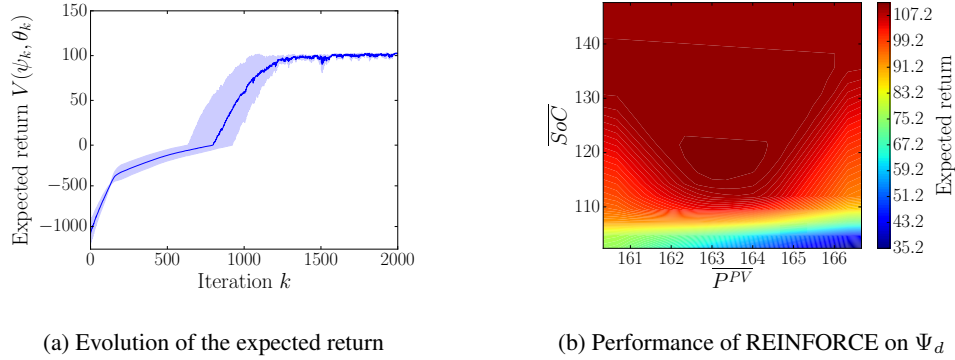 150
100
50
0
−500
−1000
Expected return V(ψk, θk)
0 500 1000 1500 2000
Iteration k
(a) Evolution of the expected return
140
130
120
110
SoC
161 162 163 164 165 166
P^PV
107.2
99.2
91.2
83.2
75.2
67.2
59.2
51.2
43.2
35.2
Expected return
(b) Performance of REINFORCE on Ψd